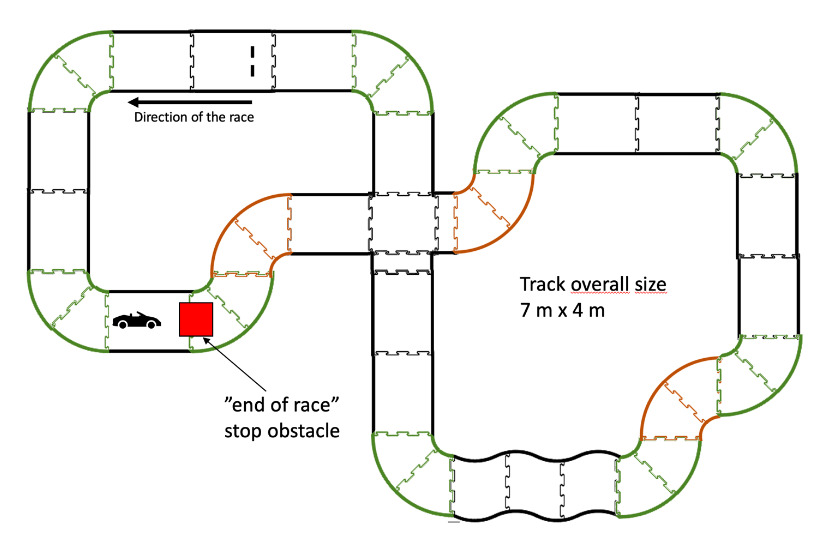 Direction of the race
Track overall size
7 m x 4 m
”end of race”
stop obstacle